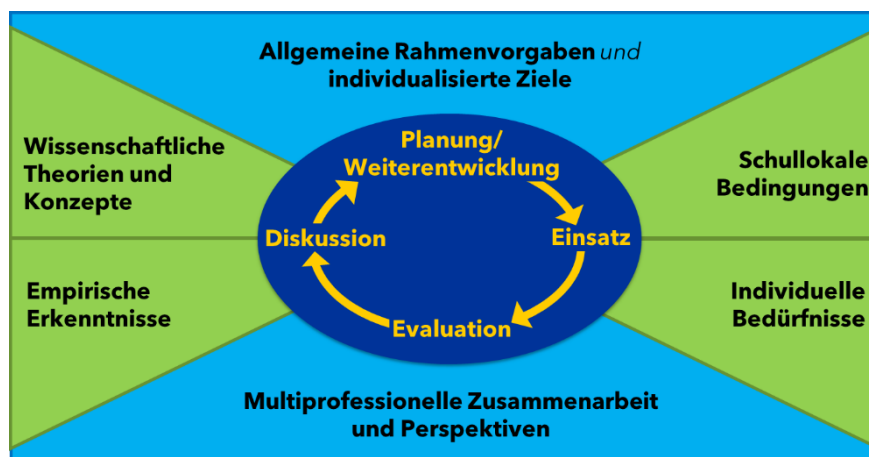 Allgemeine Rahmenvorgaben und
individualisierte Ziele
Wissenschaftliche
Theorien und
Konzepte
Planung/
Weiterentwicklung
Schullokale
Bedingungen
Diskussion
Einsatz
Empirische
Erkenntnisse
Evaluation
Individuelle
Bedürfnisse
Multiprofessionelle Zusammenarbeit
und Perspektiven